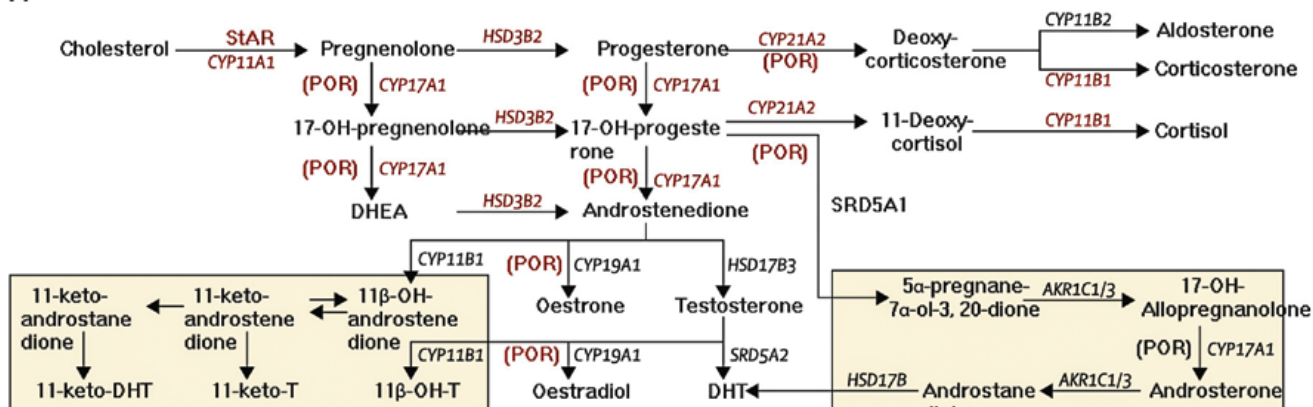 Cholesterol StAR Pregnenolone HSD3B2 Progesterone CYP21A2 Deoxy- CYP11B2 Aldosterone
CYP11A1 (POR) corticosterone CYP11B1 Corticosterone
(POR) CYP17A1 (POR) CYP17A1
17-OH-pregnenolone HSD3B2 17-OH-progeste CYP21A2 11-Deoxy- CYP11B1 Cortisol
rone (POR) cortisol
(POR) CYP17A1 (POR) CYP17A1
DHEA HSD3B2 Androstenedione SRD5A1
CYP11B1 (POR) CYP19A1 HSD17B3
11-keto- 11-keto- 11β-OH- Oestrone Testosterone 5α-pregnane- AKR1C1/3 17-OH-
androstane androstene androstene 7α-ol-3, 20-dione Allopregnanolone
dione dione dione
CYP11B1 (POR) CYP19A1 SRD5A2 (POR) CYP17A1
11-keto-DHT 11-keto-T 11β-OH-T Oestradiol DHT HSD17B Androstane AKR1C1/3 Androsterone